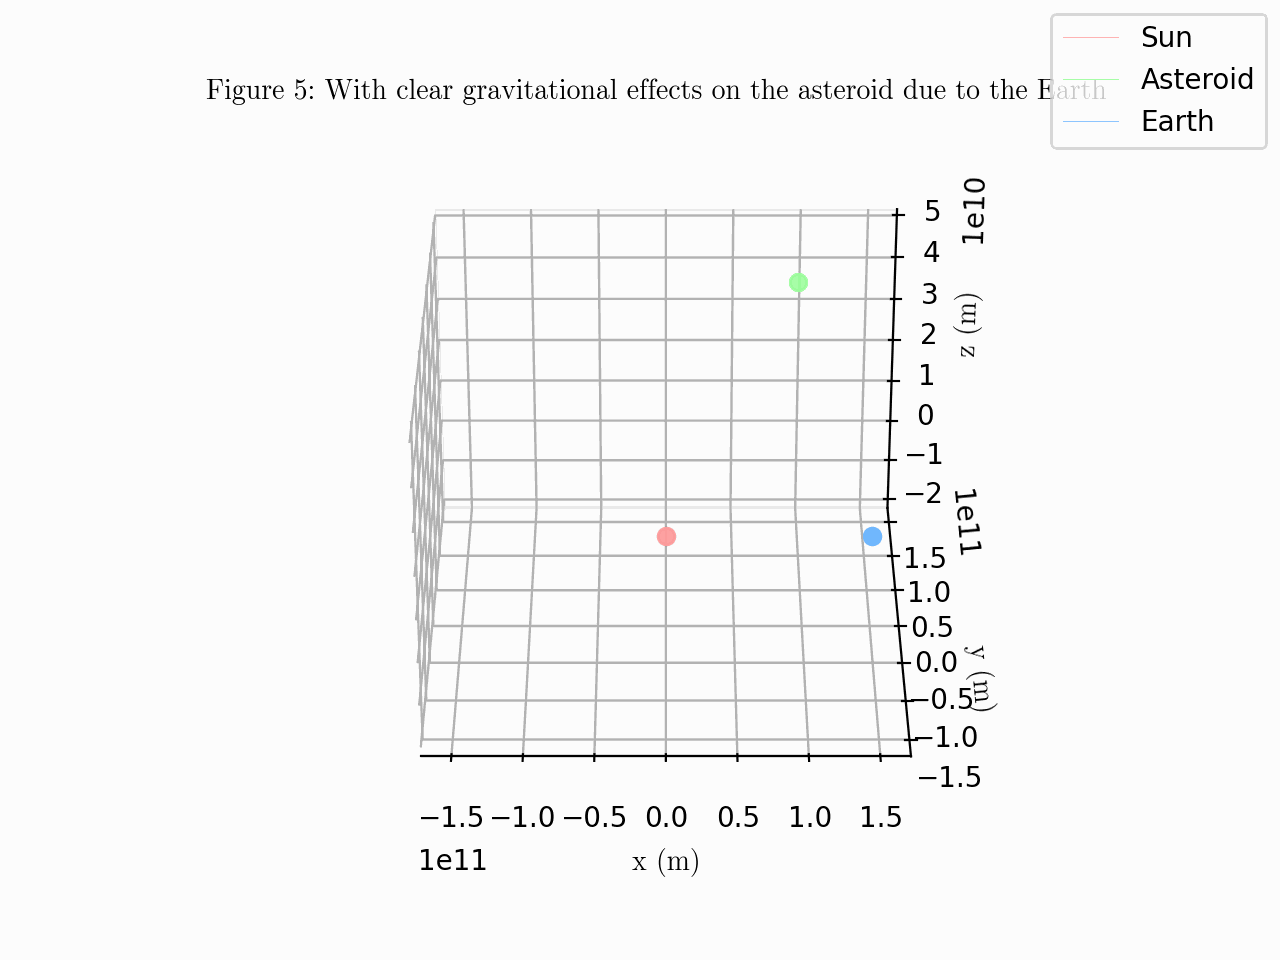 Sun
Figure 5: With clear gravitational effects on the asteroid due to the Earth
Asteroid
Earth
1e10
5
4
3
2
1
0
−1
−2
z (m)
1e11
1.5
1.0
0.5
0.0
−0.5
−1.0
−1.5
y (m)
−1.5 −1.0 −0.5 0.0 0.5 1.0 1.5
1e11
x (m)